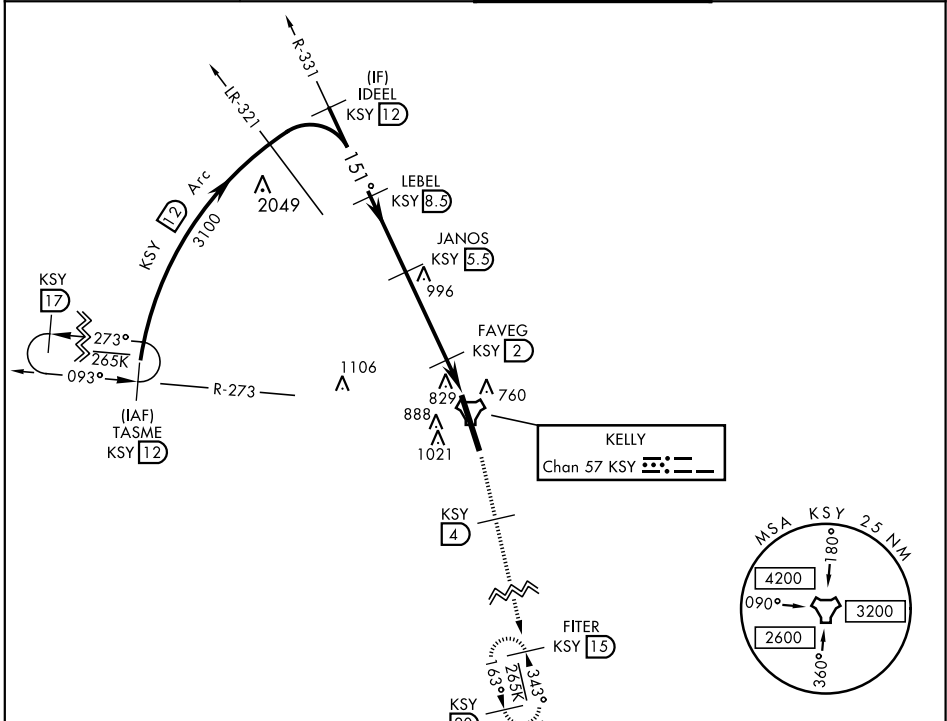 R-331
(IF)
IDEEL
KSY 12
LR-321
151°
KSY 12 Arc
3100
2049
LEBEL
KSY 8.5
JANOS
KSY 5.5
996
KSY
17
273°
265K
093°
R-273
(IAF)
TASME
KSY 12
1106
FAVEG
KSY 2
829
760
888
1021
KELLY
Chan 57 KSY
KSY
4
FITER
KSY 15
163°
265K
343°
KSY
MSA KSY 25 NM
180°
4200
090°
3200
2600
360°